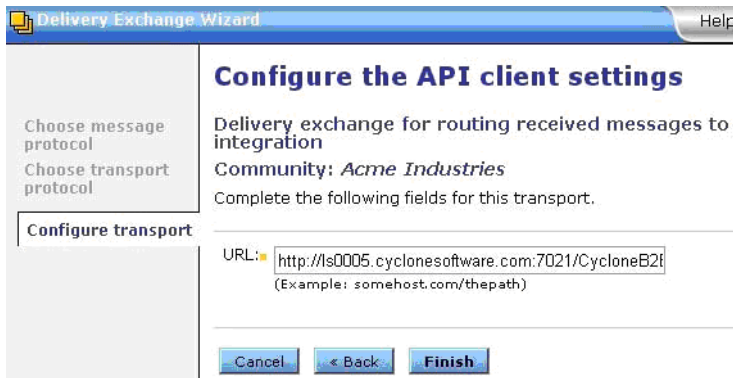 Delivery Exchange Wizard
Help
Configure the API client settings
Choose message
protocol
Choose transport
protocol
Configure transport
Delivery exchange for routing received messages to
integration
Community: Acme Industries
Complete the following fields for this transport.
URL:
http://ls0005.cyclonesoftware.com:7021/CycloneB2B
(Example: somehost.com/thepath)
Cancel
« Back
Finish